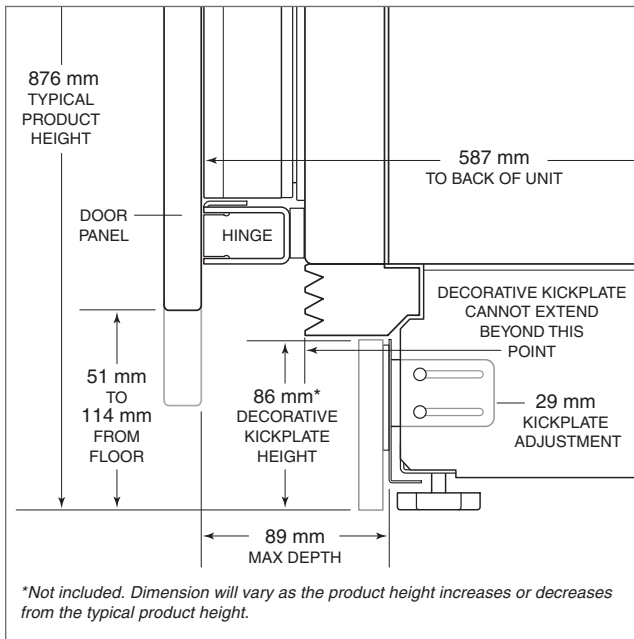 876 mm
TYPICAL
PRODUCT
HEIGHT
587 mm
TO BACK OF UNIT
DOOR
PANEL
HINGE
DECORATIVE KICKPLATE
CANNOT EXTEND
BEYOND THIS
POINT
51 mm
TO
114 mm
FROM
FLOOR
86 mm*
DECORATIVE
KICKPLATE
HEIGHT
29 mm
KICKPLATE
ADJUSTMENT
89 mm
MAX DEPTH
*Not included. Dimension will vary as the product height increases or decreases
from the typical product height.